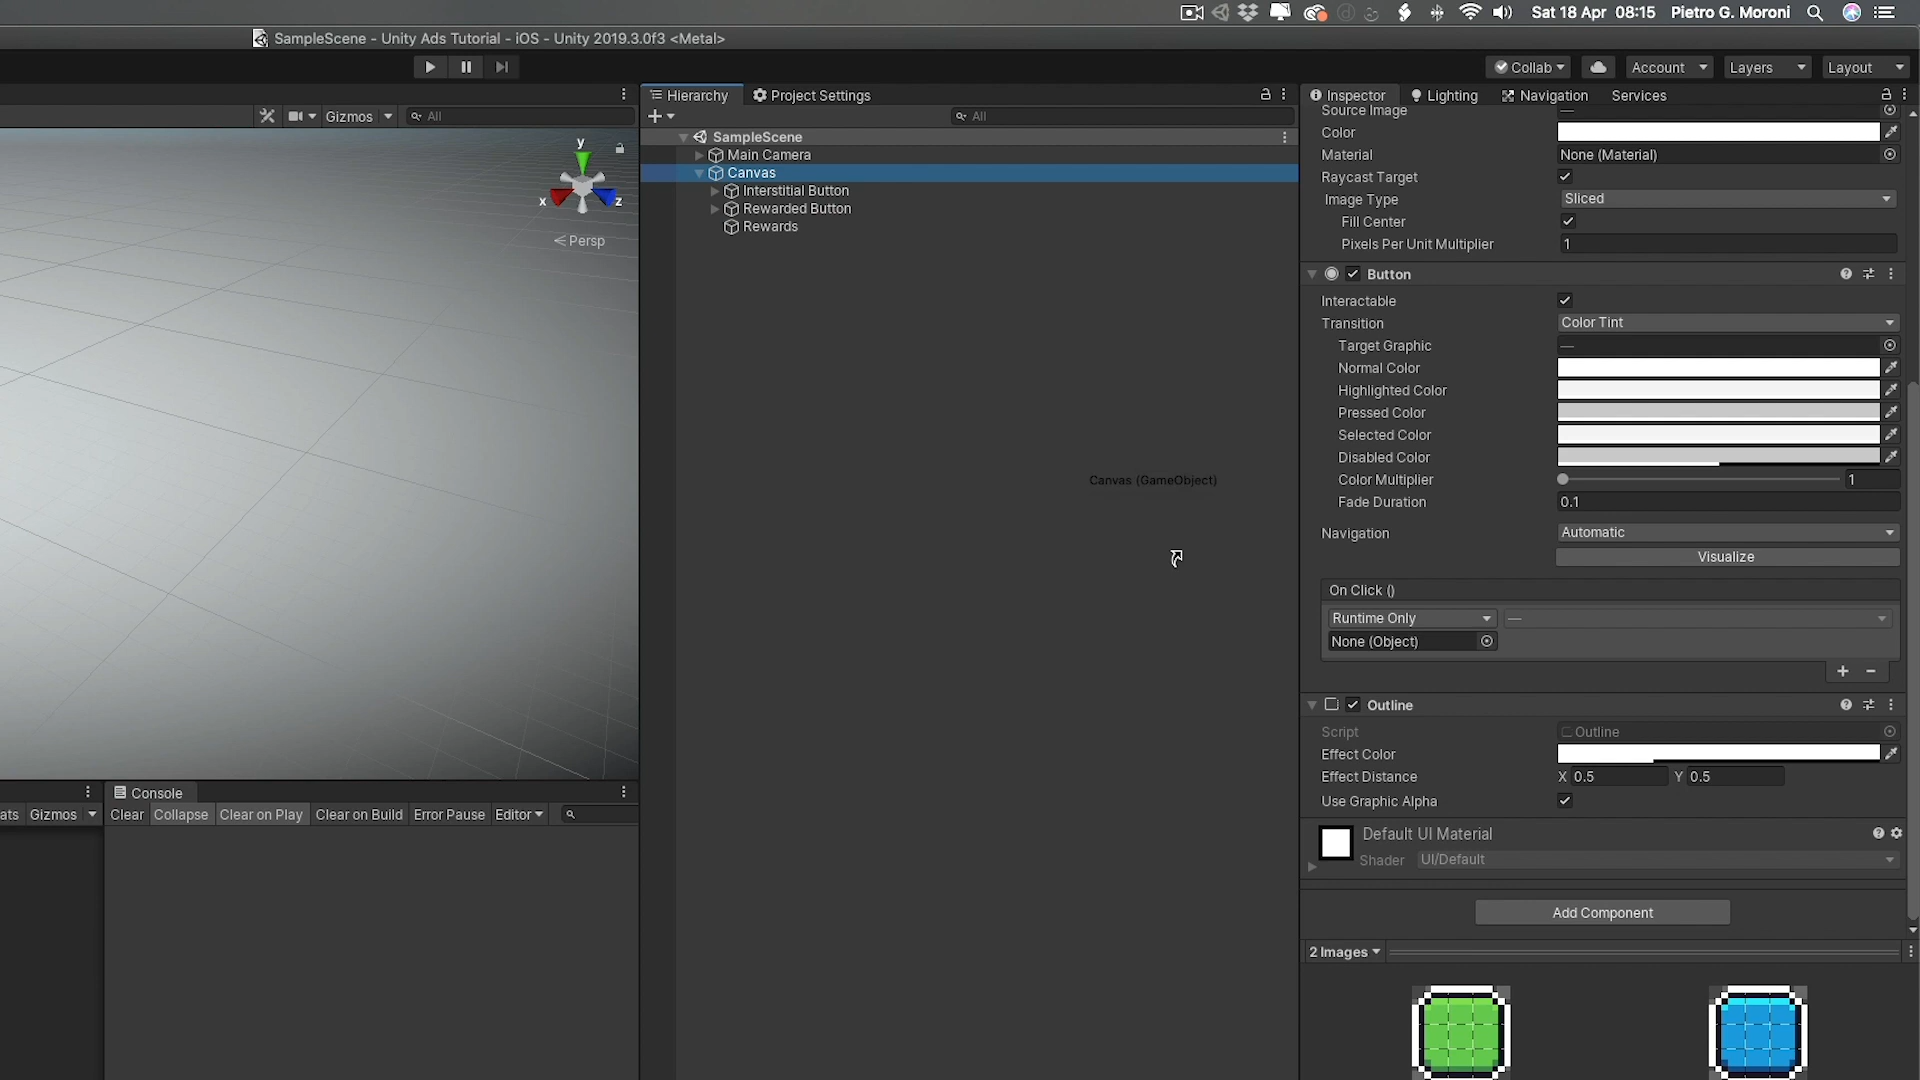 Sat 18 Apr 08:15 Pietro G. Moroni
SampleScene - Unity Ads Tutorial - iOS - Unity 2019.3.0f3 <Metal>
Collab
Account
Layers
Layout
Gizmos
All
y
x
z
Persp
Hierarchy
Project Settings
All
SampleScene
Main Camera
Canvas
Interstitial Button
Rewarded Button
Rewards
Canvas (GameObject)
Inspector
Lighting
Navigation
Services
Source Image —
Color
Material None (Material)
Raycast Target
Image Type Sliced
Fill Center
Pixels Per Unit Multiplier 1
Button
Interactable
Transition Color Tint
Target Graphic —
Normal Color
Highlighted Color
Pressed Color
Selected Color
Disabled Color
Color Multiplier 1
Fade Duration 0.1
Navigation Automatic
Visualize
On Click ()
Runtime Only —
None (Object)
+ −
Outline
Script Outline
Effect Color
Effect Distance X 0.5 Y 0.5
Use Graphic Alpha
Default UI Material
Shader UI/Default
Add Component
2 Images
Console
ats Gizmos
Clear Collapse Clear on Play Clear on Build Error Pause Editor